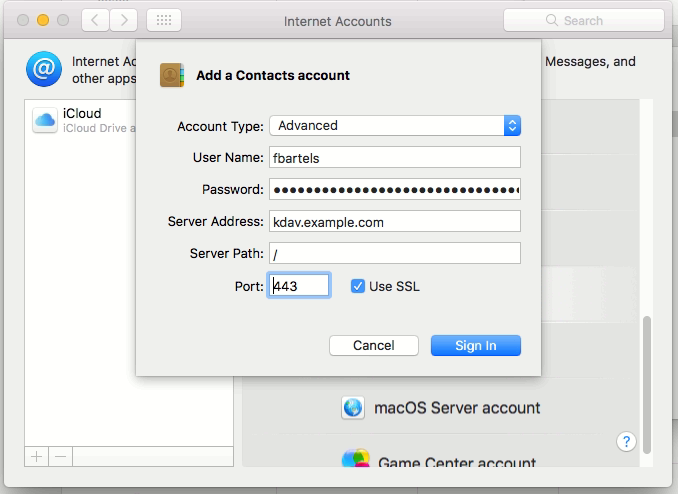 Internet Accounts
Search
Internet Ac
Messages, and
other apps
iCloud
iCloud Drive a
Add a Contacts account
Account Type: Advanced
User Name: fbartels
Password: ••••••••••••••••••••••••••••••
Server Address: kdav.example.com
Server Path: /
Port: 443 Use SSL
Cancel Sign In
macOS Server account
?
Game Center account